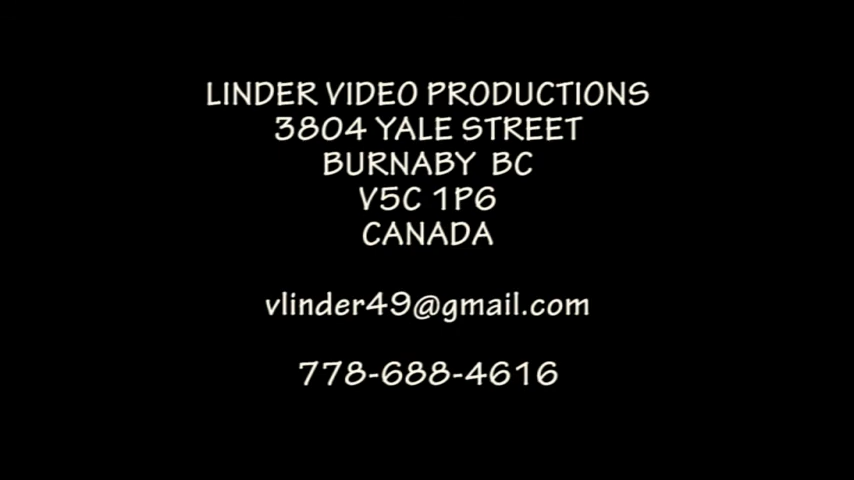 LINDER VIDEO PRODUCTIONS
3804 YALE STREET
BURNABY BC
V5C 1P6
CANADA
vlinder49@gmail.com
778-688-4616